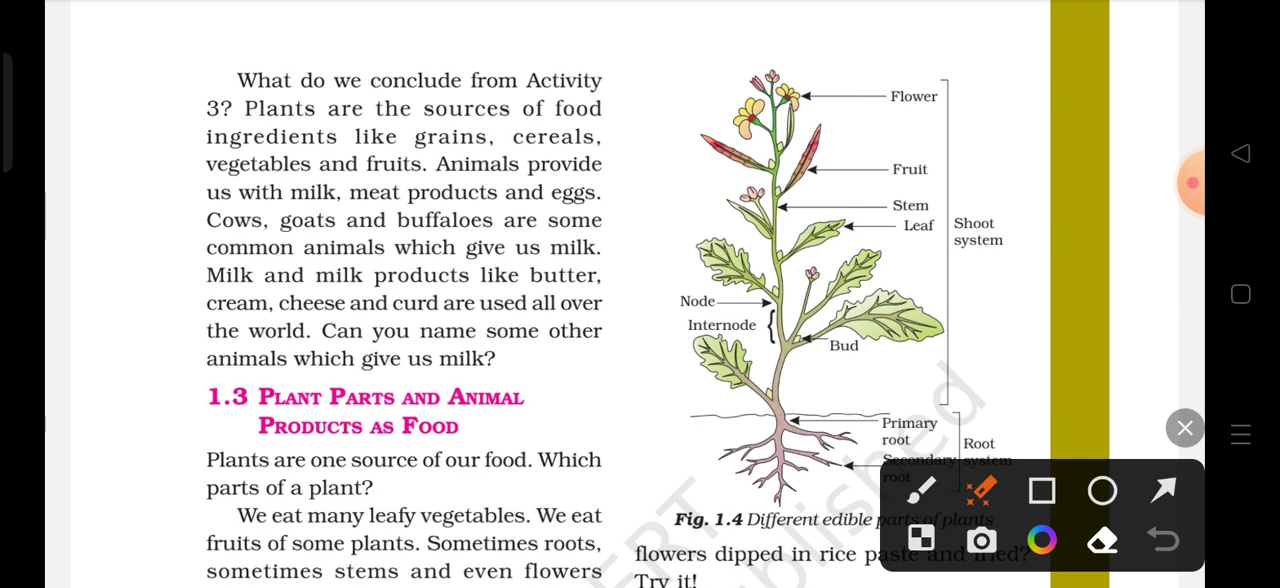 What do we conclude from Activity
3? Plants are the sources of food
ingredients like grains, cereals,
vegetables and fruits. Animals provide
us with milk, meat products and eggs.
Cows, goats and buffaloes are some
common animals which give us milk.
Milk and milk products like butter,
cream, cheese and curd are used all over
the world. Can you name some other
animals which give us milk?
1.3 PLANT PARTS AND ANIMAL
PRODUCTS AS FOOD
Plants are one source of our food. Which
parts of a plant?
We eat many leafy vegetables. We eat
fruits of some plants. Sometimes roots,
sometimes stems and even flowers
Flower
Fruit
Stem
Leaf
Shoot
system
Node
Internode
Bud
Primary
root
Root
system
Secondary
root
Fig. 1.4 Different edible parts of plants
flowers dipped in rice paste and fried?
Try it!